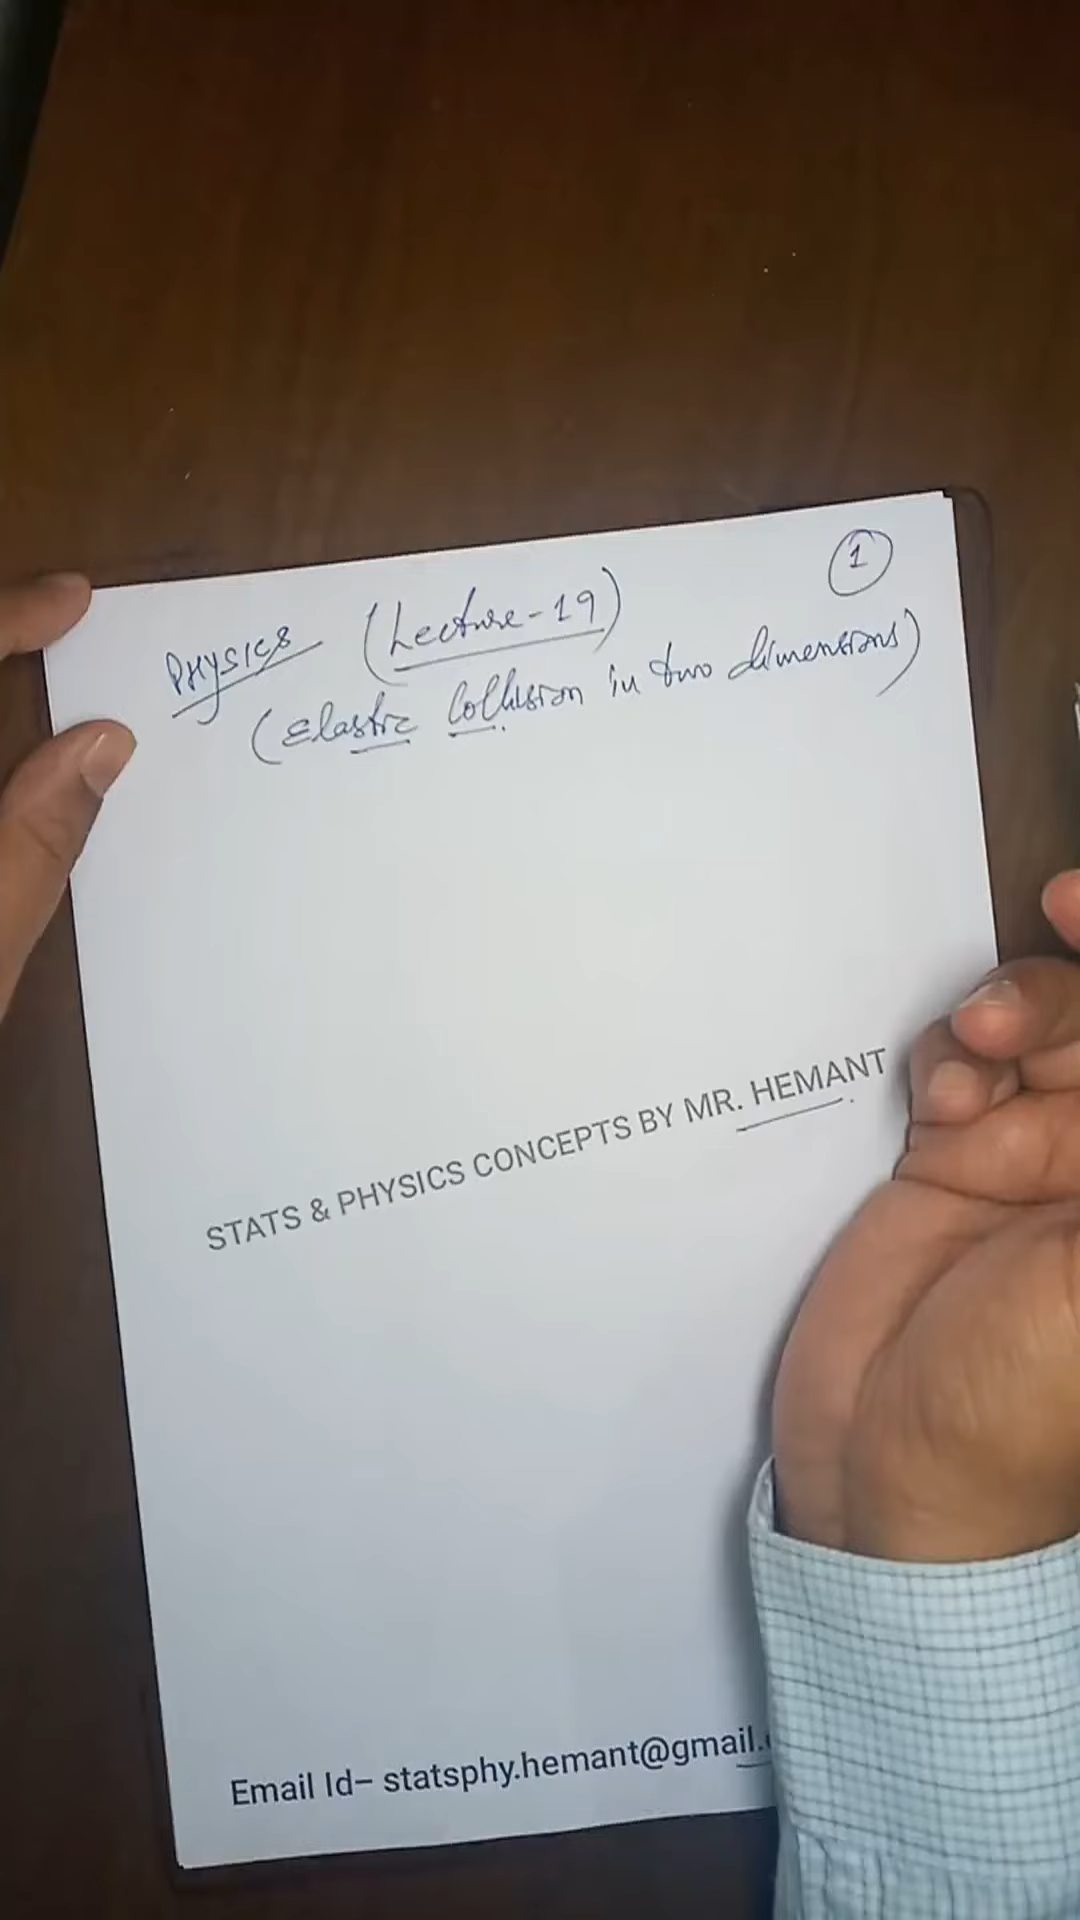 1
PHYSICS (Lecture-19)
(Elastic Collision in two dimensions)
STATS & PHYSICS CONCEPTS BY MR. HEMANT
Email Id– statsphy.hemant@gmail.